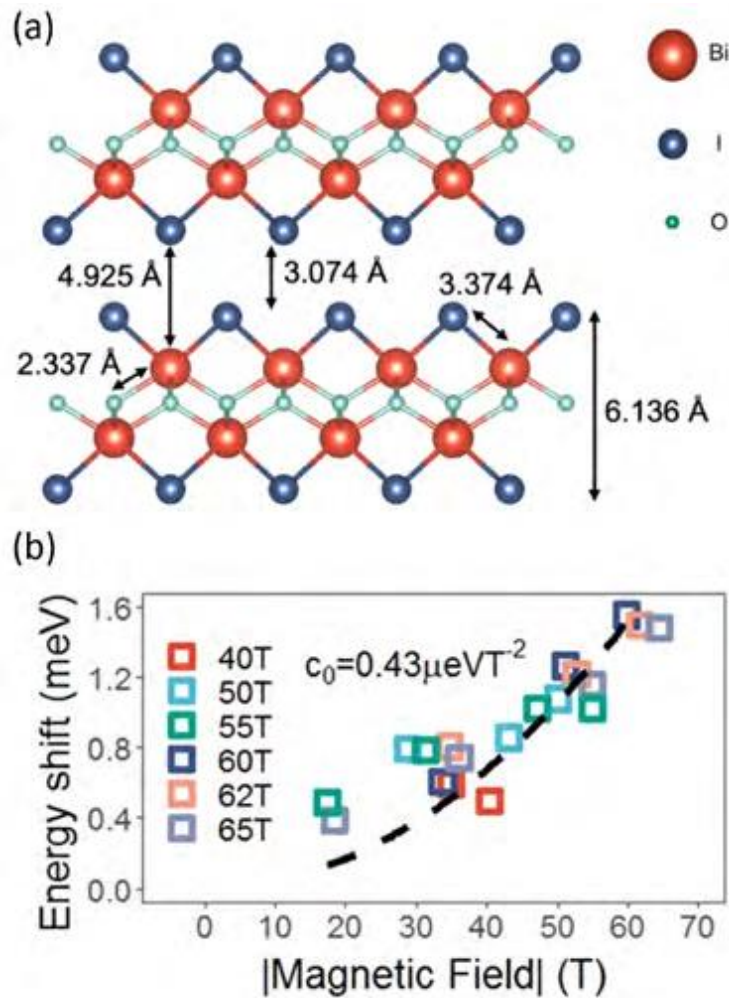 (a)
Bi
I
O
4.925 Å
3.074 Å
3.374 Å
2.337 Å
6.136 Å
(b)
Energy shift (meV)
1.6
1.2
0.8
0.4
0.0
40T
50T
55T
60T
62T
65T
c₀=0.43μeVT⁻²
0 10 20 30 40 50 60 70
|Magnetic Field| (T)